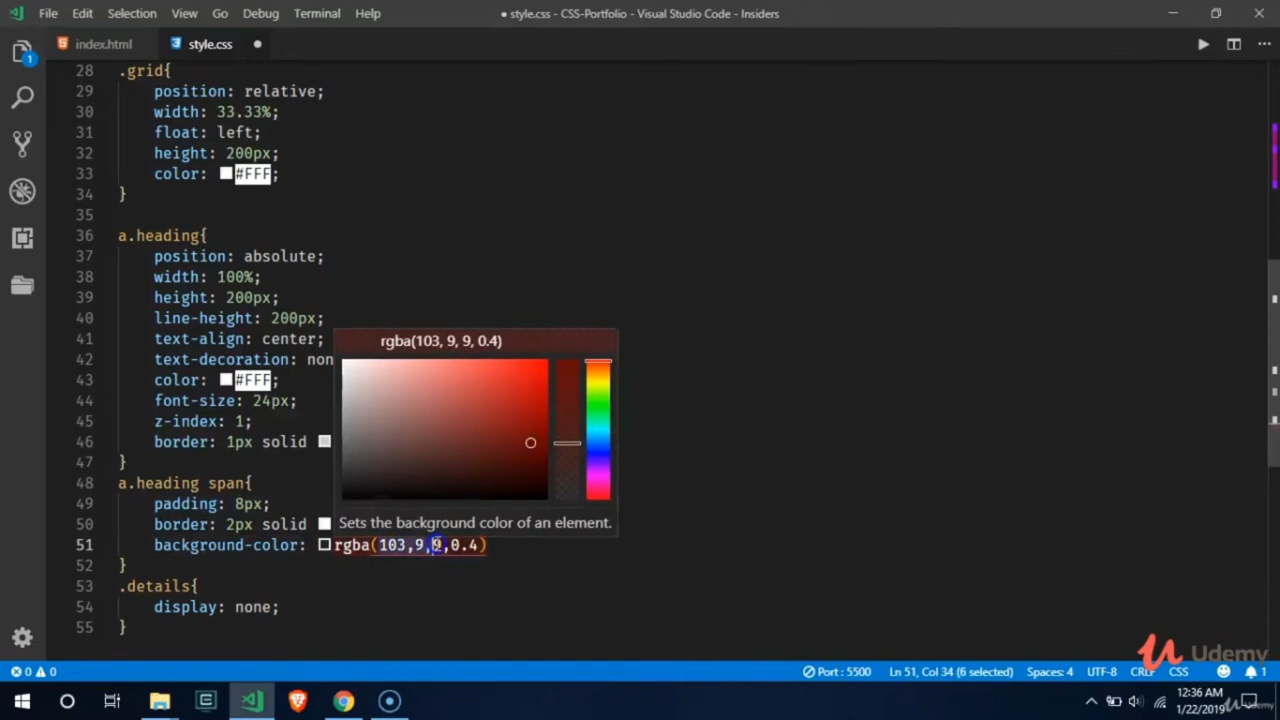 File Edit Selection View Go Debug Terminal Help ● style.css - CSS-Portfolio - Visual Studio Code - Insiders
index.html style.css
28 .grid{
29 position: relative;
30 width: 33.33%;
31 float: left;
32 height: 200px;
33 color: #FFF;
34 }
35
36 a.heading{
37 position: absolute;
38 width: 100%;
39 height: 200px;
40 line-height: 200px;
41 text-align: center;
42 text-decoration: non
43 color: #FFF;
44 font-size: 24px;
45 z-index: 1;
46 border: 1px solid
47 }
48 a.heading span{
49 padding: 8px;
50 border: 2px solid
51 background-color: rgba(103,9,9,0.4)
52 }
53 .details{
54 display: none;
55 }
rgba(103, 9, 9, 0.4)
Sets the background color of an element.
1
0 0 Port : 5500 Ln 51, Col 34 (6 selected) Spaces: 4 UTF-8 CRLF CSS 1
Udemy
12:36 AM
1/22/2019
Udemy